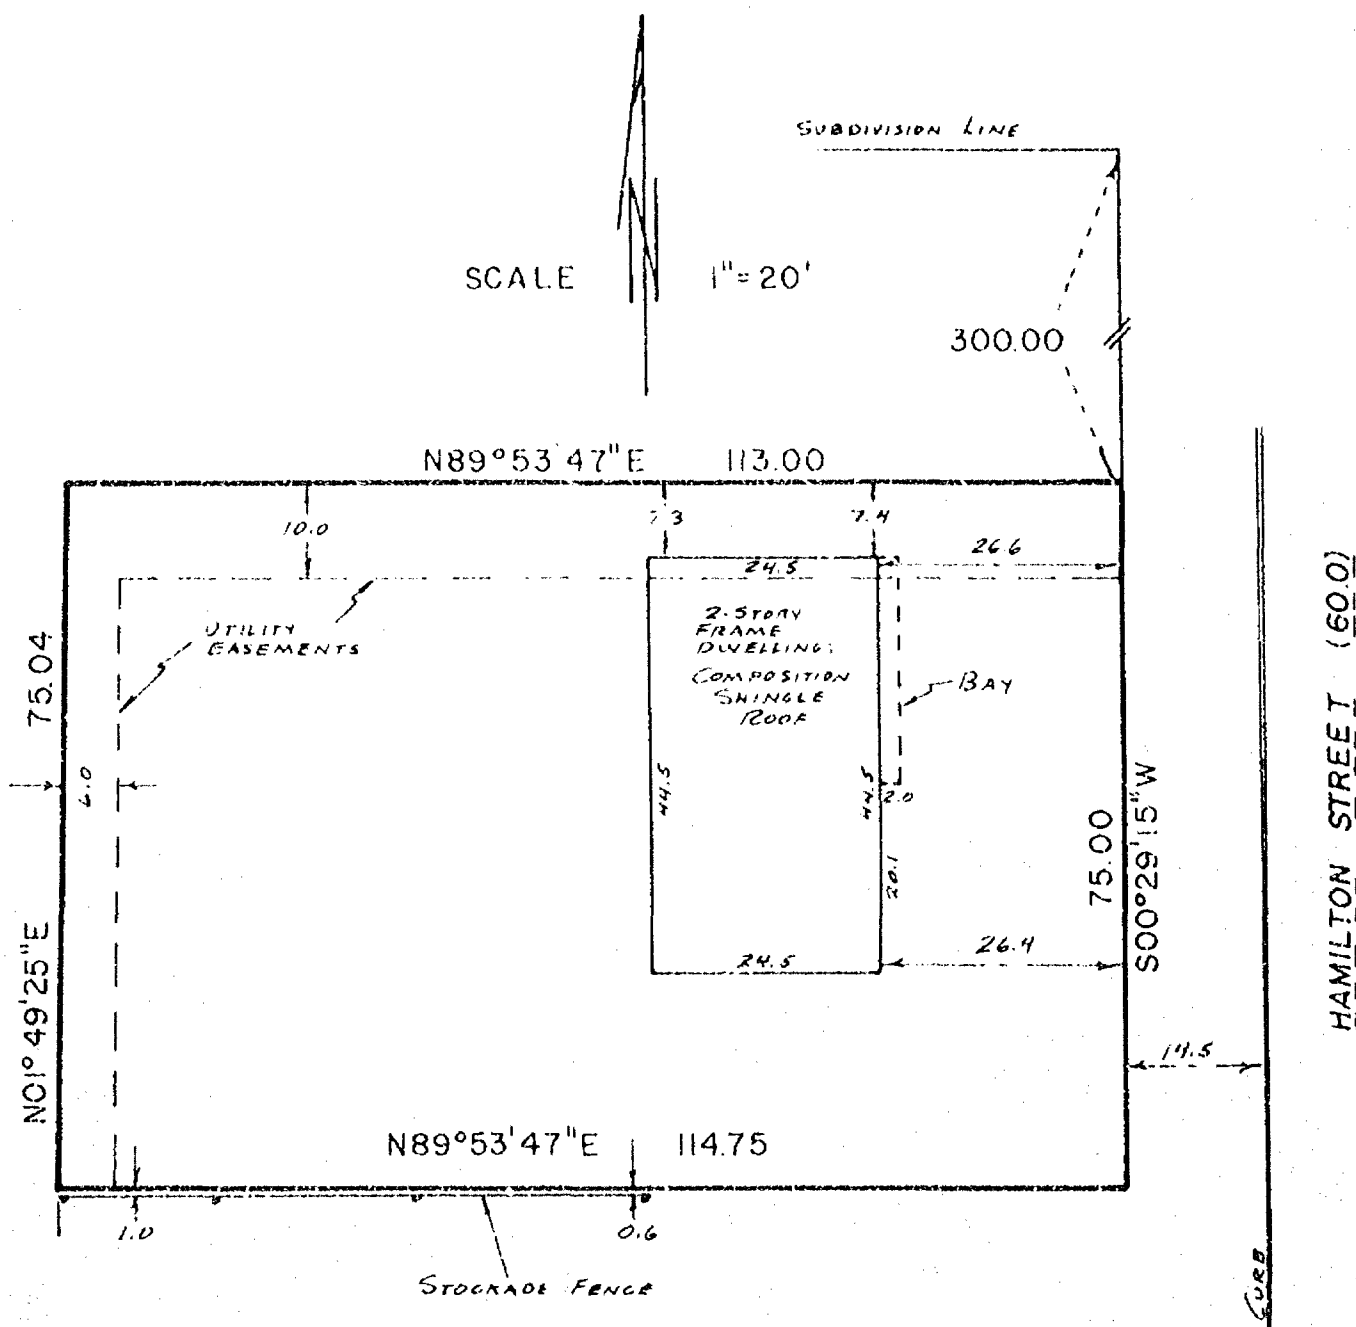 SUBDIVISION LINE
SCALE 1"=20'
N
300.00
N89°53'47"E 113.00
10.0
7.3
7.4
26.6
24.5
UTILITY
EASEMENTS
2-STORY
FRAME
DWELLING;
COMPOSITION
SHINGLE
ROOF
BAY
75.04
N01°49'25"E
6.0
44.5
44.5
2.0
20.1
75.00
S00°29'15"W
HAMILTON STREET (60.0)
24.5
26.4
14.5
N89°53'47"E 114.75
1.0
0.6
STOCKADE FENCE
CURB